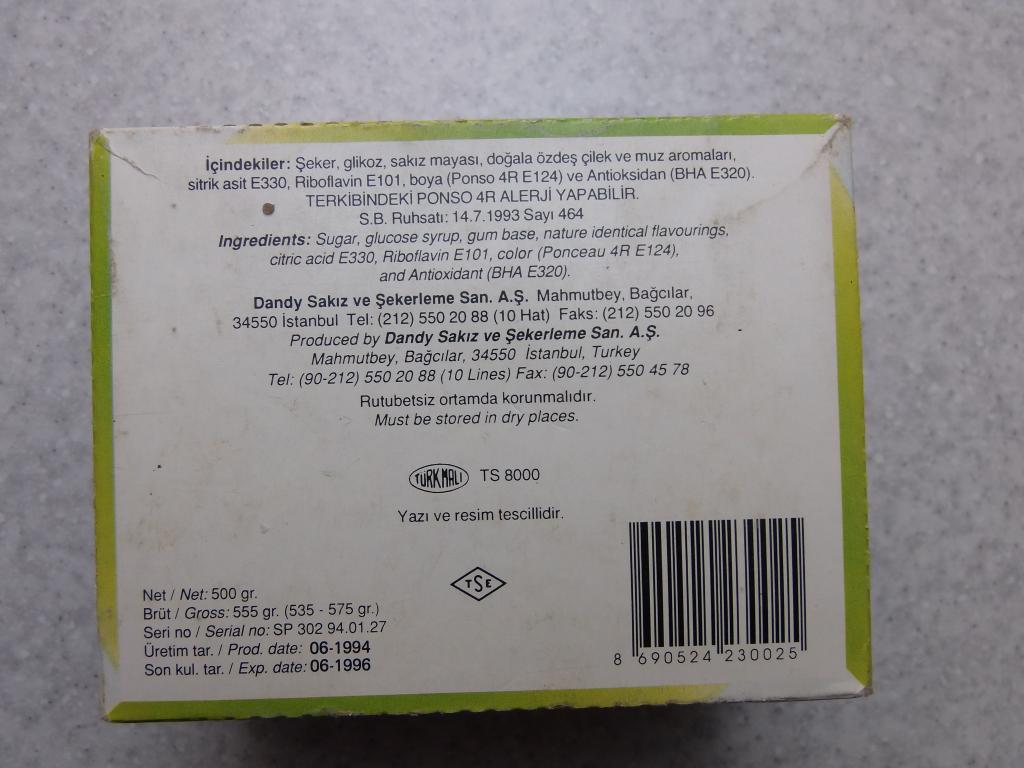 İçindekiler: Şeker, glikoz, sakız mayası, doğala özdeş çilek ve muz aromaları,
sitrik asit E330, Riboflavin E101, boya (Ponso 4R E124) ve Antioksidan (BHA E320).
TERKİBİNDEKİ PONSO 4R ALERJİ YAPABİLİR.
S.B. Ruhsatı: 14.7.1993 Sayı 464
Ingredients: Sugar, glucose syrup, gum base, nature identical flavourings,
citric acid E330, Riboflavin E101, color (Ponceau 4R E124),
and Antioxidant (BHA E320).
Dandy Sakız ve Şekerleme San. A.Ş. Mahmutbey, Bağcılar,
34550 İstanbul Tel: (212) 550 20 88 (10 Hat) Faks: (212) 550 20 96
Produced by Dandy Sakız ve Şekerleme San. A.Ş.
Mahmutbey, Bağcılar, 34550 İstanbul, Turkey
Tel: (90-212) 550 20 88 (10 Lines) Fax: (90-212) 550 45 78
Rutubetsiz ortamda korunmalıdır.
Must be stored in dry places.
TÜRK MALI TS 8000
Yazı ve resim tescillidir.
TSE
Net / Net: 500 gr.
Brüt / Gross: 555 gr. (535 - 575 gr.)
Seri no / Serial no: SP 302 94.01.27
Üretim tar. / Prod. date: 06-1994
Son kul. tar. / Exp. date: 06-1996
8 690524 230025